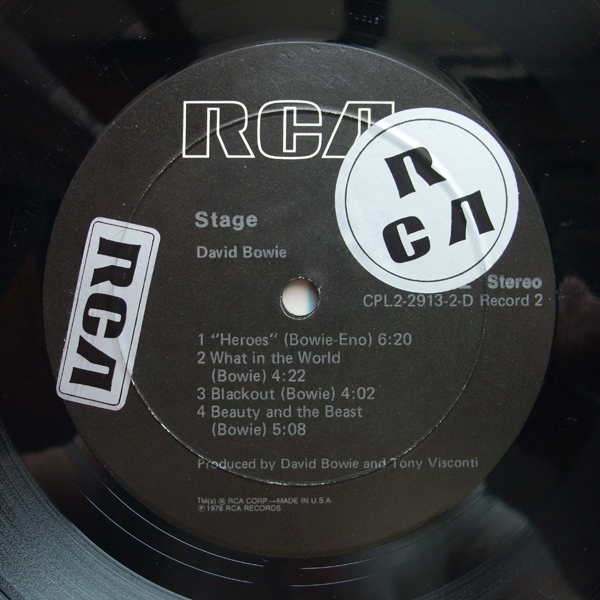 RCA
RCA
Stage
David Bowie
RCA
Stereo
CPL2-2913-2-D Record 2
1 "Heroes" (Bowie-Eno) 6:20
2 What in the World
(Bowie) 4:22
3 Blackout (Bowie) 4:02
4 Beauty and the Beast
(Bowie) 5:08
Produced by David Bowie and Tony Visconti
TM(s) ® RCA CORP.—MADE IN U.S.A.
℗ 1978 RCA RECORDS